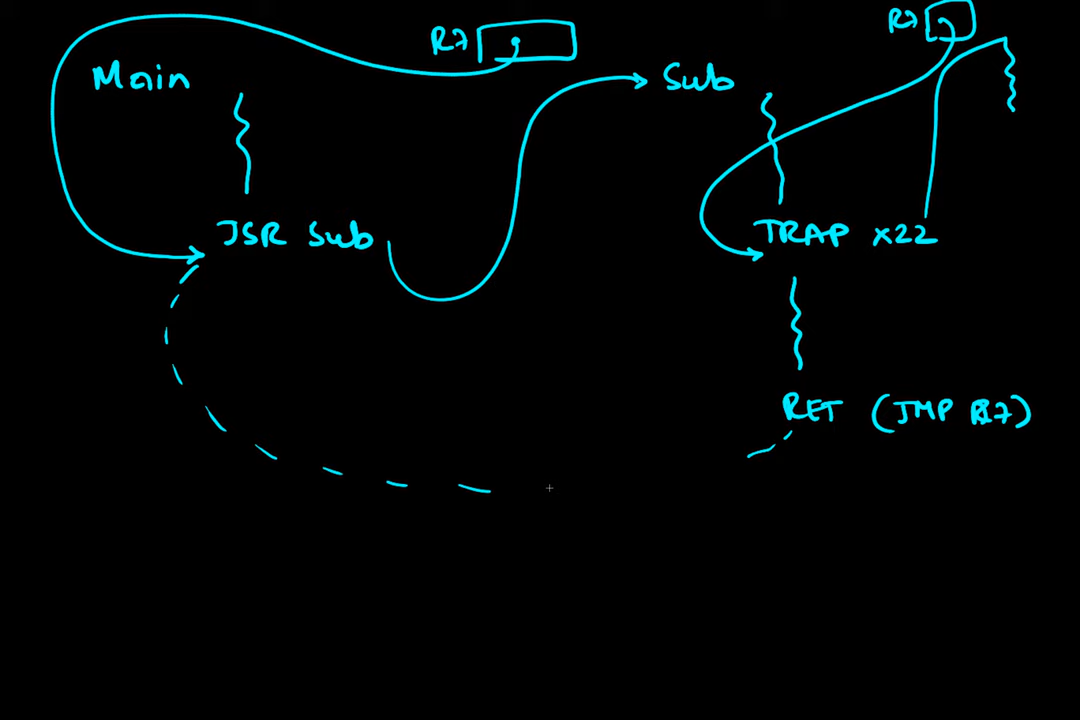 R7
R7
Main
Sub
JSR Sub
TRAP x22
RET (JMP R7)